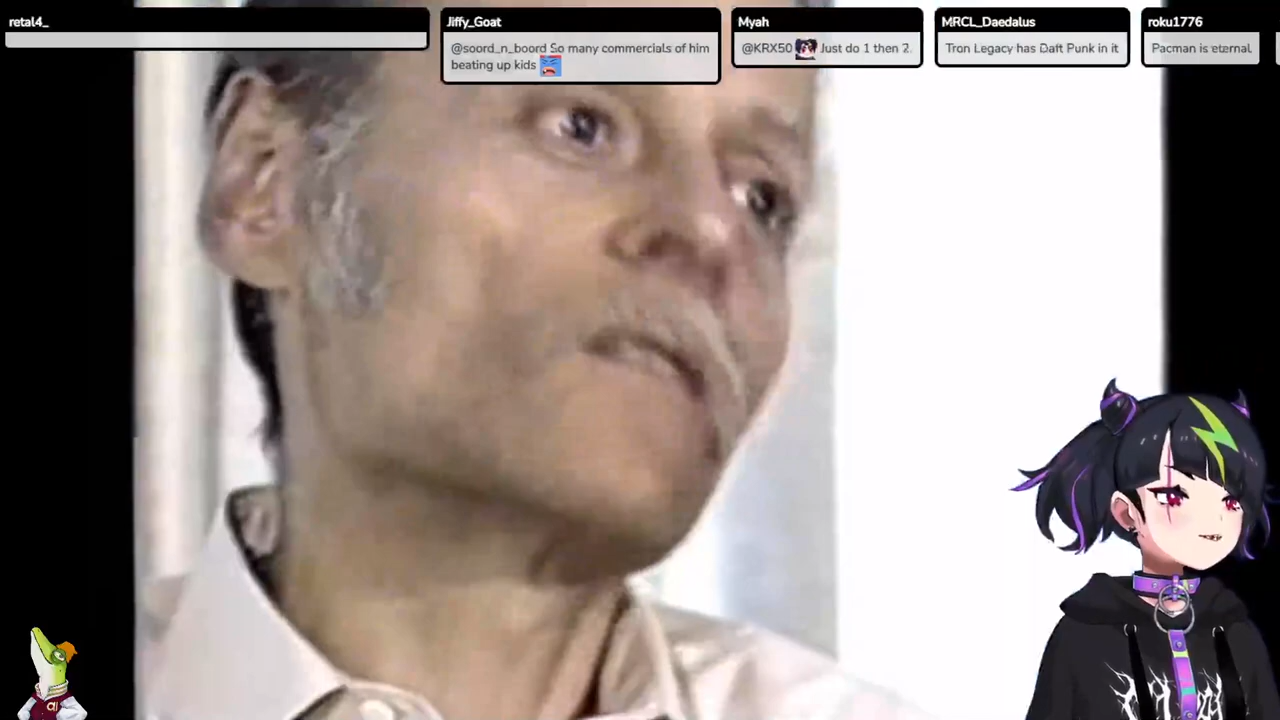 retal4_
Jiffy_Goat
@soord_n_boord So many commercials of him
beating up kids
Myah
@KRX50 Just do 1 then 2
MRCL_Daedalus
Tron Legacy has Daft Punk in it
roku1776
Pacman is eternal